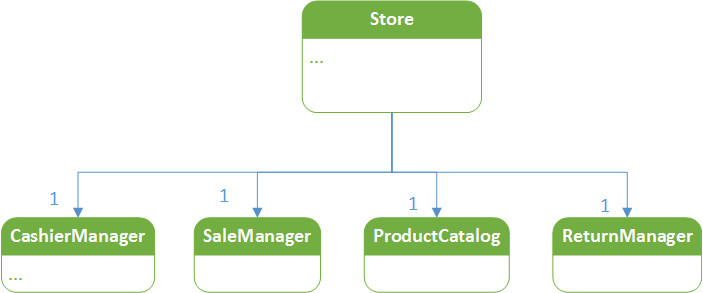 Store
...
1
1
1
1
CashierManager
SaleManager
ProductCatalog
ReturnManager
...